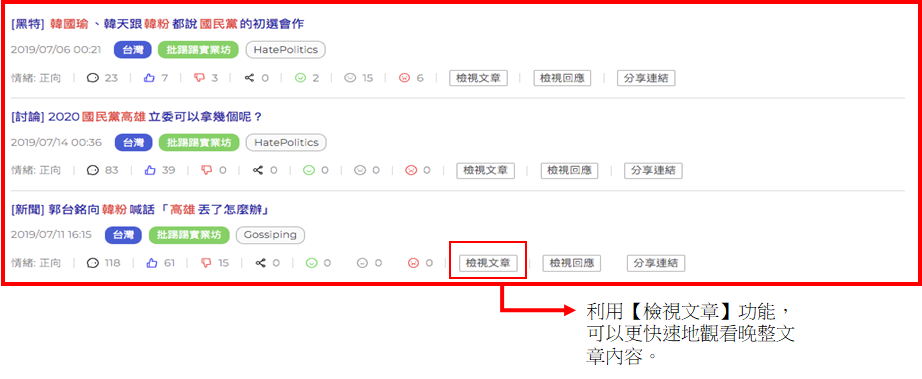 [黑特] 韓國瑜、韓天跟韓粉都說國民黨的初選會作
2019/07/06 00:21 台灣 批踢踢實業坊 HatePolitics
情緒: 正向 | 23 | 7 | 3 | 0 | 2 | 15 | 6 | 檢視文章 | 檢視回應 | 分享連結
[討論] 2020 國民黨高雄立委可以拿幾個呢？
2019/07/14 00:36 台灣 批踢踢實業坊 HatePolitics
情緒: 正向 | 83 | 39 | 0 | 0 | 0 | 0 | 0 | 檢視文章 | 檢視回應 | 分享連結
[新聞] 郭台銘向韓粉喊話「高雄丟了怎麼辦」
2019/07/11 16:15 台灣 批踢踢實業坊 Gossiping
情緒: 正向 | 118 | 61 | 15 | 0 | 0 0 0 檢視文章 | 檢視回應 分享連結
利用【檢視文章】功能，
可以更快速地觀看晚整文
章內容。